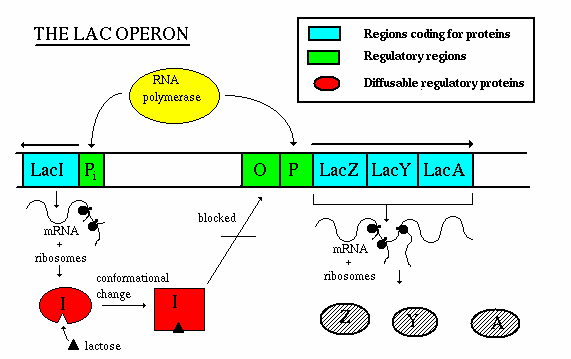 THE LAC OPERON
Regions coding for proteins
Regulatory regions
Diffusable regulatory proteins
RNA
polymerase
LacI
Pi
O
P
LacZ
LacY
LacA
mRNA
+
ribosomes
blocked
mRNA
+
ribosomes
conformational
change
I
I
lactose
Z
Y
A